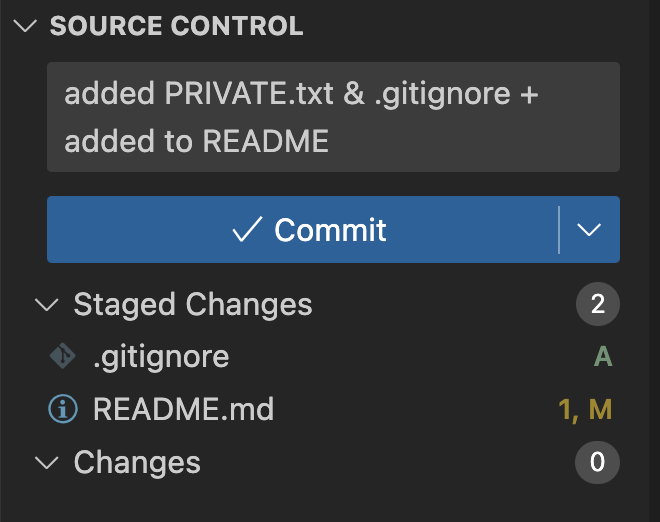 SOURCE CONTROL
added PRIVATE.txt & .gitignore +
added to README
Commit
Staged Changes 2
.gitignore A
README.md 1, M
Changes 0